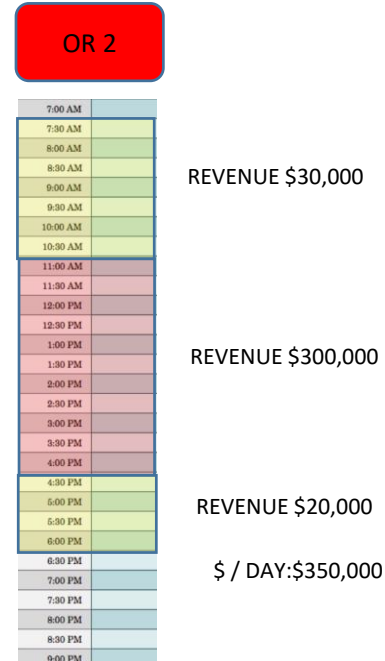 OR 2
7:00 AM
7:30 AM
8:00 AM
8:30 AM
REVENUE $30,000
9:00 AM
9:30 AM
10:00 AM
10:30 AM
11:00 AM
11:30 AM
12:00 PM
12:30 PM
1:00 PM
REVENUE $300,000
1:30 PM
2:00 PM
2:30 PM
3:00 PM
3:30 PM
4:00 PM
4:30 PM
5:00 PM
REVENUE $20,000
5:30 PM
6:00 PM
6:30 PM
$ / DAY:$350,000
7:00 PM
7:30 PM
8:00 PM
8:30 PM
9:00 PM